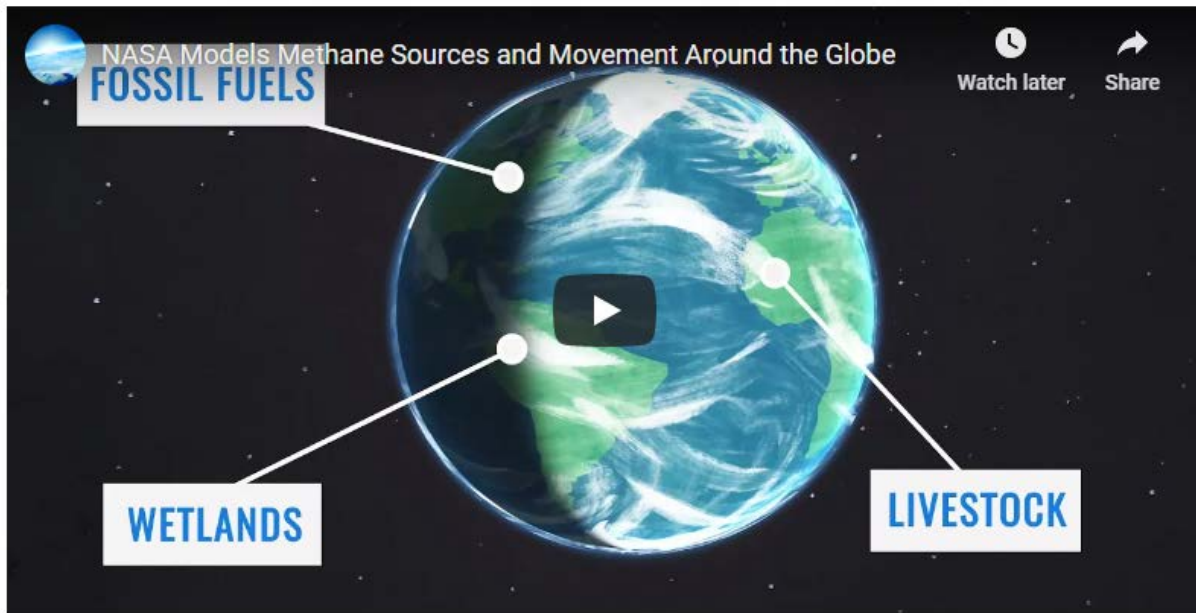 NASA Models Methane Sources and Movement Around the Globe
Watch later
Share
FOSSIL FUELS
WETLANDS
LIVESTOCK